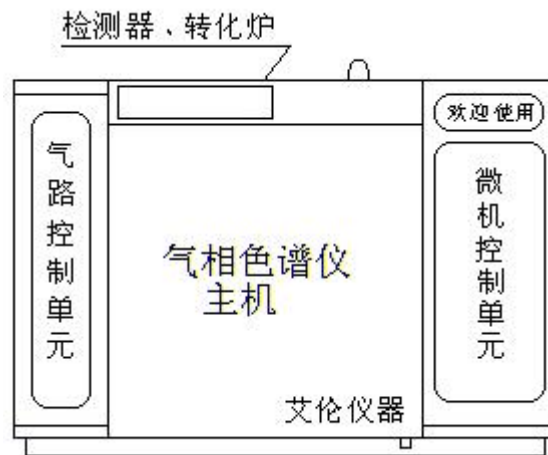 检测器、转化炉
欢迎使用
气路控制单元
微机控制单元
气相色谱仪
主机
艾伦仪器